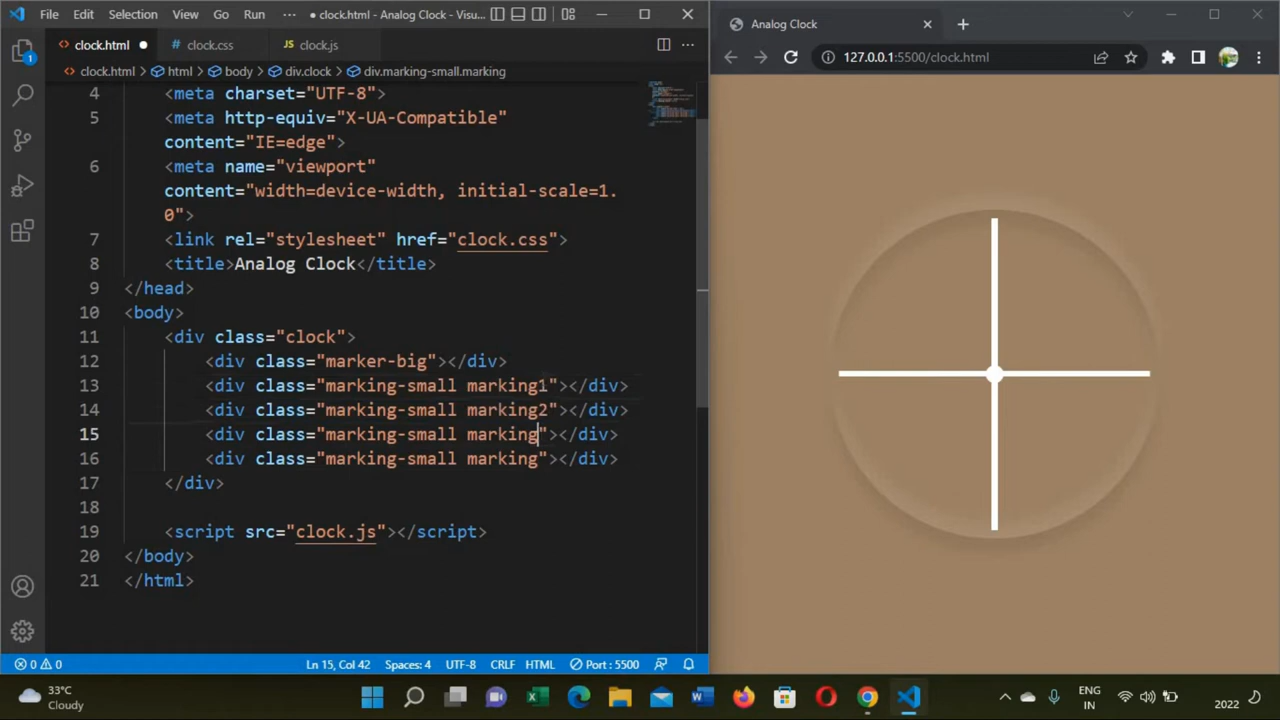 File Edit Selection View Go Run ··· ● clock.html - Analog Clock - Visu...
clock.html ● clock.css clock.js
clock.html > html > body > div.clock > div.marking-small.marking
4 <meta charset="UTF-8">
5 <meta http-equiv="X-UA-Compatible"
content="IE=edge">
6 <meta name="viewport"
content="width=device-width, initial-scale=1.
0">
7 <link rel="stylesheet" href="clock.css">
8 <title>Analog Clock</title>
9 </head>
10 <body>
11 <div class="clock">
12 <div class="marker-big"></div>
13 <div class="marking-small marking1"></div>
14 <div class="marking-small marking2"></div>
15 <div class="marking-small marking"></div>
16 <div class="marking-small marking"></div>
17 </div>
18
19 <script src="clock.js"></script>
20 </body>
21 </html>
1
0 0 Ln 15, Col 42 Spaces: 4 UTF-8 CRLF HTML Port : 5500
Analog Clock
127.0.0.1:5500/clock.html
33°C
Cloudy
ENG
IN
2022